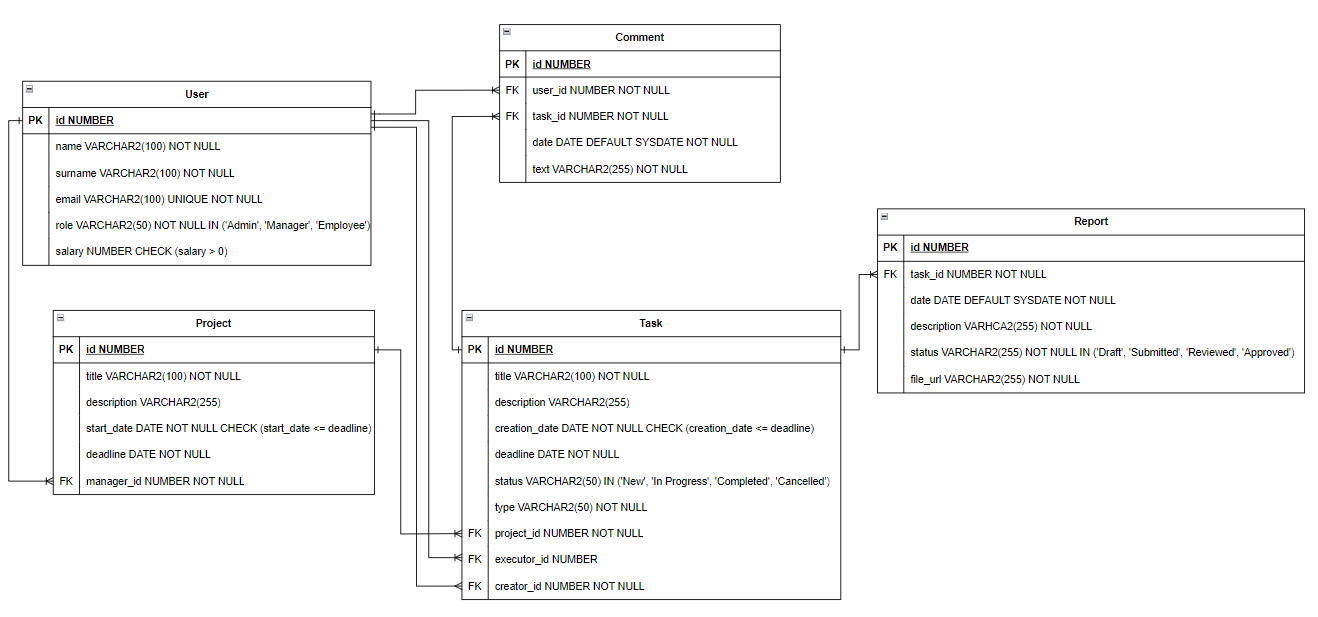 Comment
PK id NUMBER
FK user_id NUMBER NOT NULL
FK task_id NUMBER NOT NULL
date DATE DEFAULT SYSDATE NOT NULL
text VARCHAR2(255) NOT NULL
User
PK id NUMBER
name VARCHAR2(100) NOT NULL
surname VARCHAR2(100) NOT NULL
email VARCHAR2(100) UNIQUE NOT NULL
role VARCHAR2(50) NOT NULL IN ('Admin', 'Manager', 'Employee')
salary NUMBER CHECK (salary > 0)
Report
PK id NUMBER
FK task_id NUMBER NOT NULL
date DATE DEFAULT SYSDATE NOT NULL
description VARHCA2(255) NOT NULL
status VARCHAR2(255) NOT NULL IN ('Draft', 'Submitted', 'Reviewed', 'Approved')
file_url VARCHAR2(255) NOT NULL
Project
PK id NUMBER
title VARCHAR2(100) NOT NULL
description VARCHAR2(255)
start_date DATE NOT NULL CHECK (start_date <= deadline)
deadline DATE NOT NULL
FK manager_id NUMBER NOT NULL
Task
PK id NUMBER
title VARCHAR2(100) NOT NULL
description VARCHAR2(255)
creation_date DATE NOT NULL CHECK (creation_date <= deadline)
deadline DATE NOT NULL
status VARCHAR2(50) IN ('New', 'In Progress', 'Completed', 'Cancelled')
type VARCHAR2(50) NOT NULL
FK project_id NUMBER NOT NULL
FK executor_id NUMBER
FK creator_id NUMBER NOT NULL